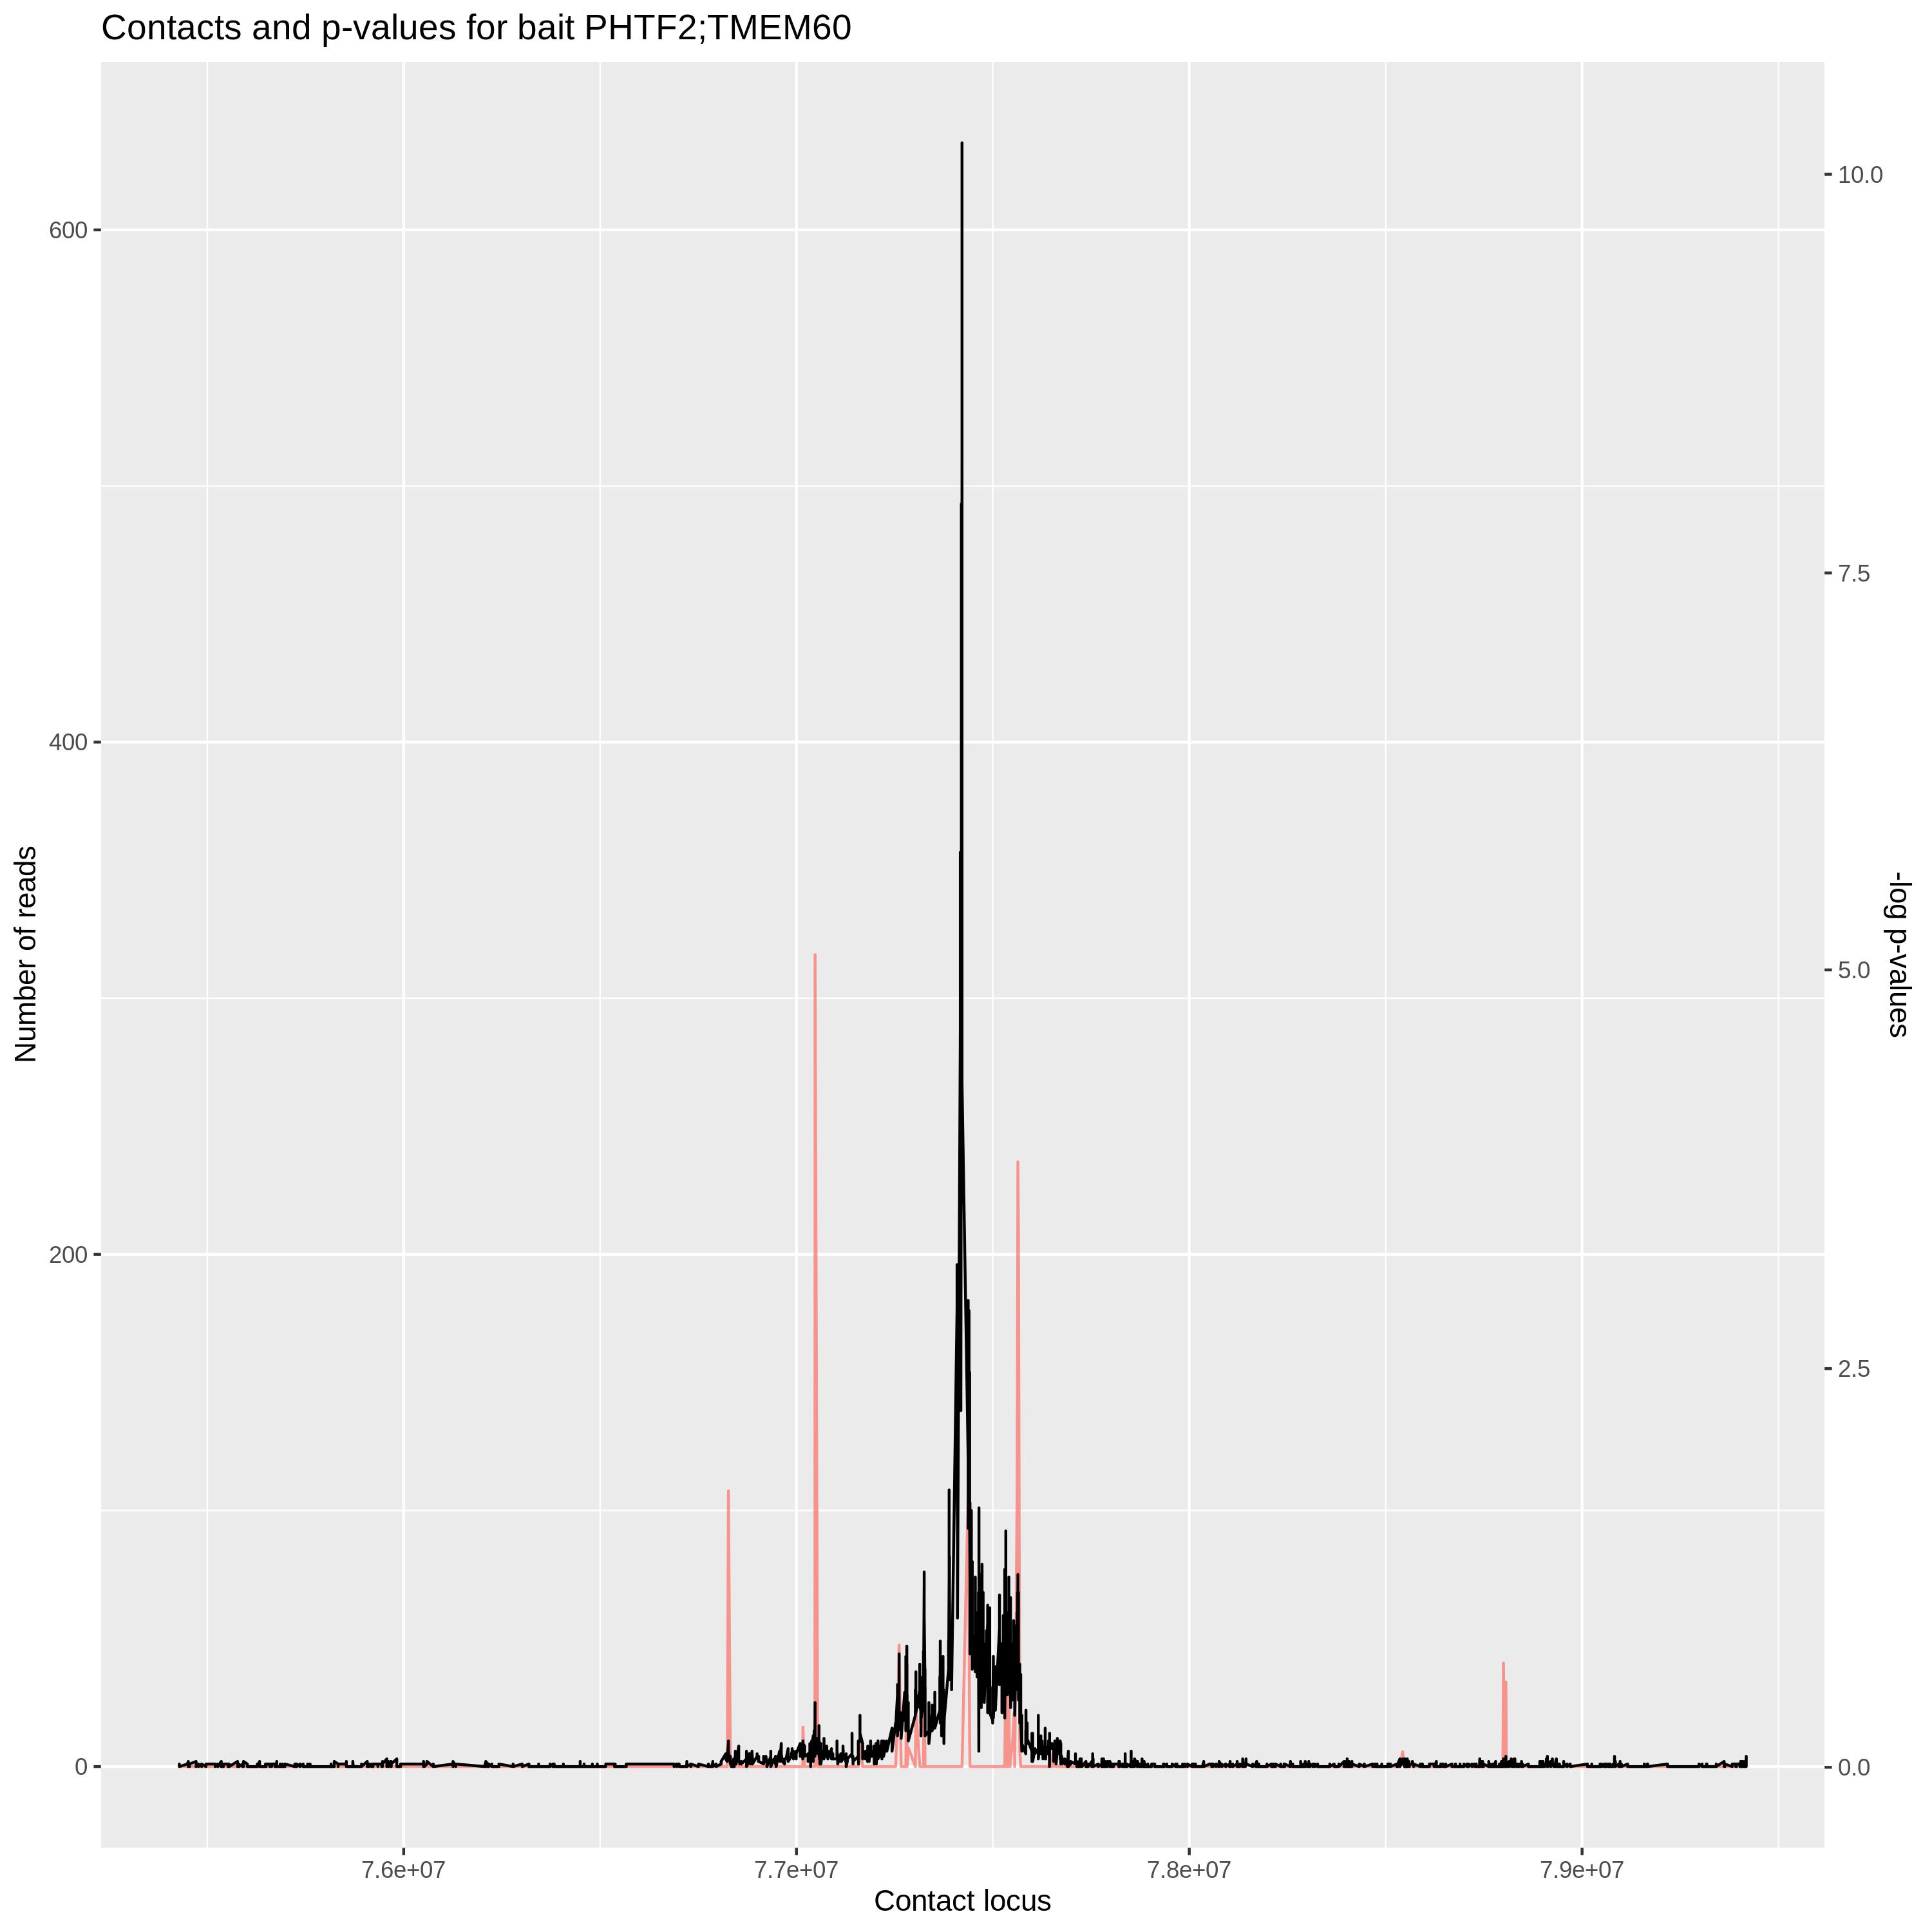 Contacts and p-values for bait PHTF2;TMEM60
600
400
200
0
Number of reads
10.0
7.5
5.0
2.5
0.0
-log p-values
7.6e+07
7.7e+07
7.8e+07
7.9e+07
Contact locus